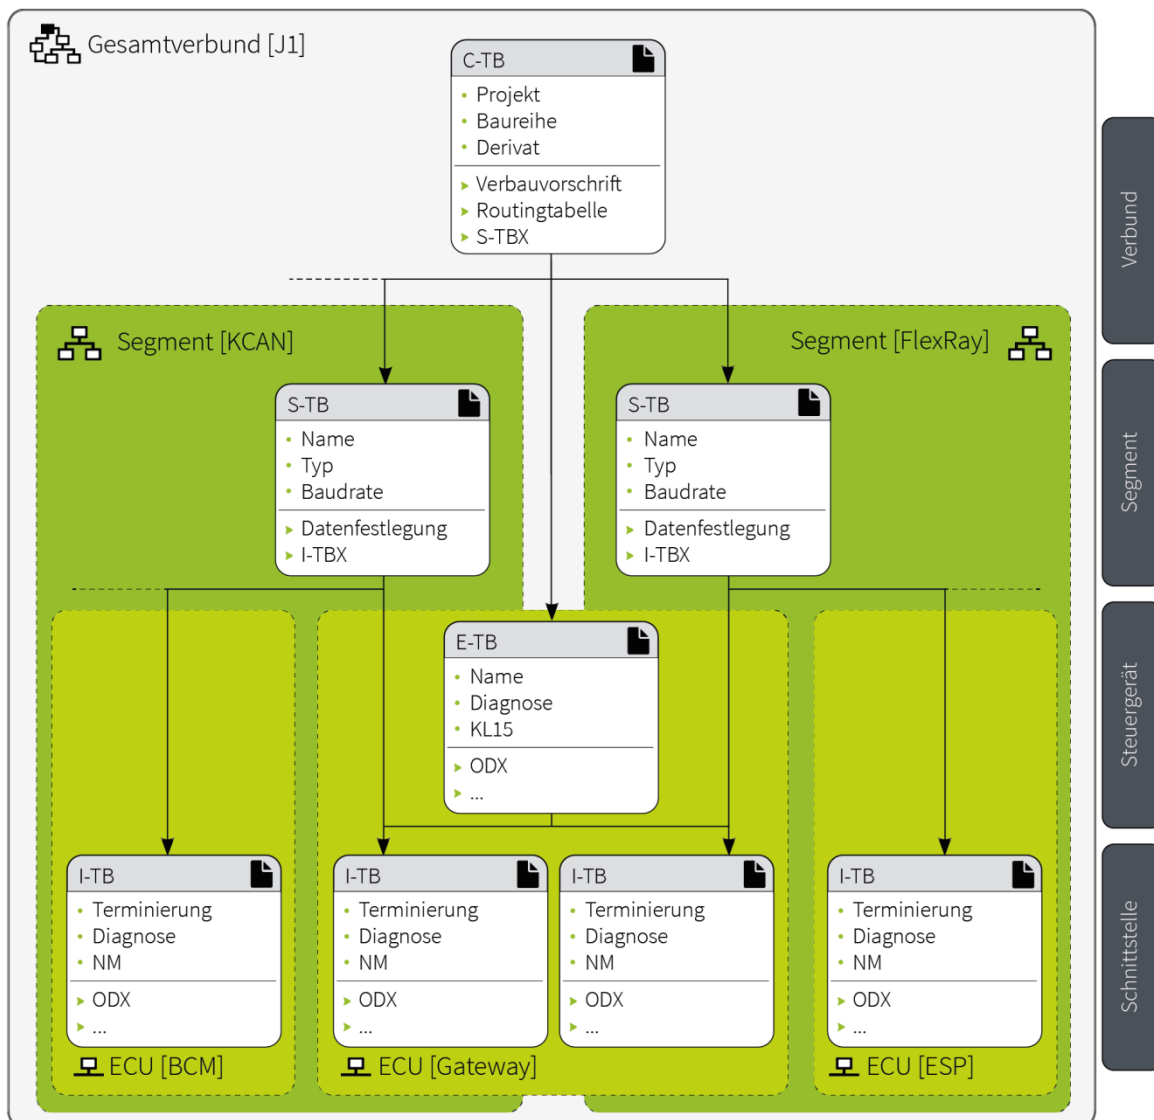 Gesamtverbund [J1]
C-TB
Projekt
Baureihe
Derivat
Verbauvorschrift
Routingtabelle
S-TBX
Verbund
Segment [KCAN]
S-TB
Name
Typ
Baudrate
Datenfestlegung
I-TBX
Segment [FlexRay]
S-TB
Name
Typ
Baudrate
Datenfestlegung
I-TBX
Segment
E-TB
Name
Diagnose
KL15
ODX
...
Steuergerät
I-TB
Terminierung
Diagnose
NM
ODX
...
ECU [BCM]
I-TB
Terminierung
Diagnose
NM
ODX
...
I-TB
Terminierung
Diagnose
NM
ODX
...
ECU [Gateway]
I-TB
Terminierung
Diagnose
NM
ODX
...
ECU [ESP]
Schnittstelle